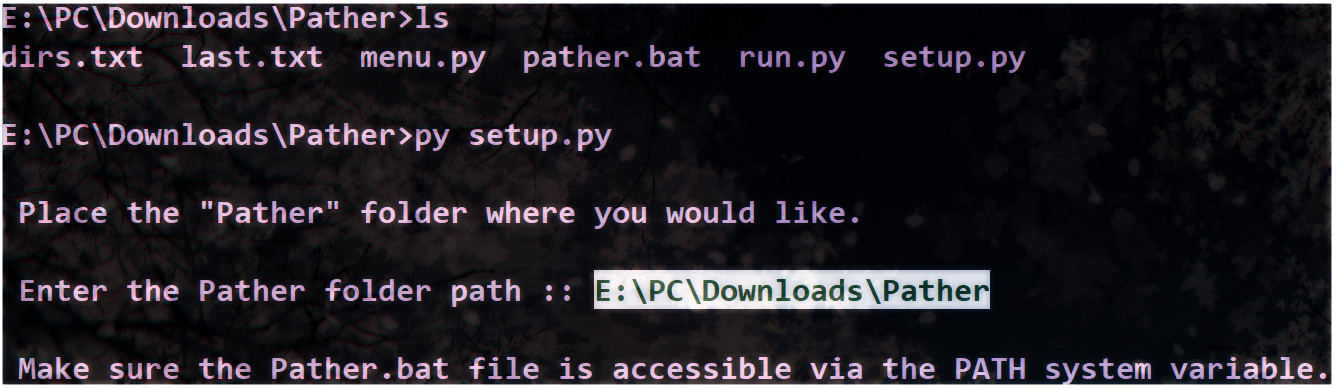 E:\PC\Downloads\Pather>ls
dirs.txt  last.txt  menu.py  pather.bat  run.py  setup.py
E:\PC\Downloads\Pather>py setup.py
Place the "Pather" folder where you would like.
Enter the Pather folder path :: E:\PC\Downloads\Pather
Make sure the Pather.bat file is accessible via the PATH system variable.